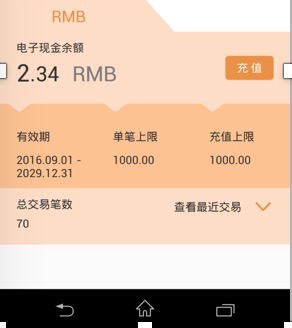 RMB
电子现金余额
2.34 RMB
充值
有效期
单笔上限
充值上限
2016.09.01 -
2029.12.31
1000.00
1000.00
总交易笔数
查看最近交易
70